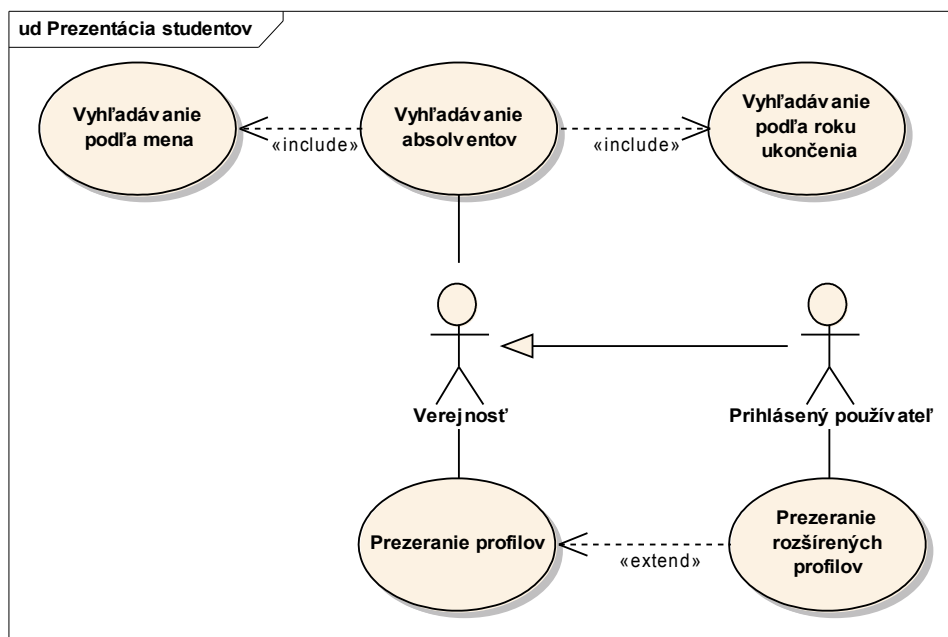 ud Prezentácia studentov
Vyhľadávanie
podľa mena
Vyhľadávanie
absolventov
Vyhľadávanie
podľa roku
ukončenia
«include»
«include»
Verejnosť
Prihlásený používateľ
Prezeranie profilov
Prezeranie
rozšírených
profilov
«extend»